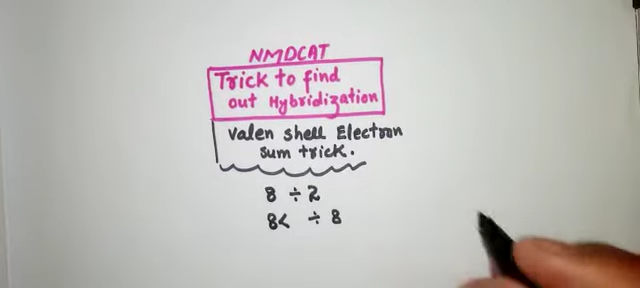 NMDCAT
Trick to find
out Hybridization
Valen shell Electron
sum trick.
8 ÷ 2
8< ÷ 8